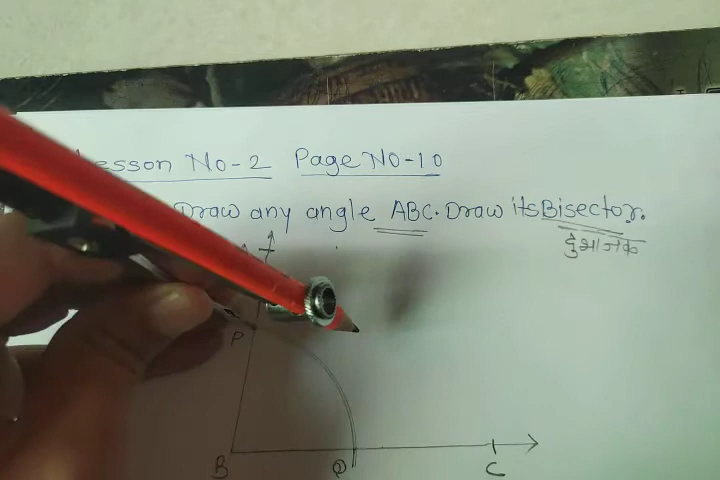 Lesson No-2 Page No-10
Draw any angle ABC. Draw its Bisector.
दुभाजक
P
B Q C